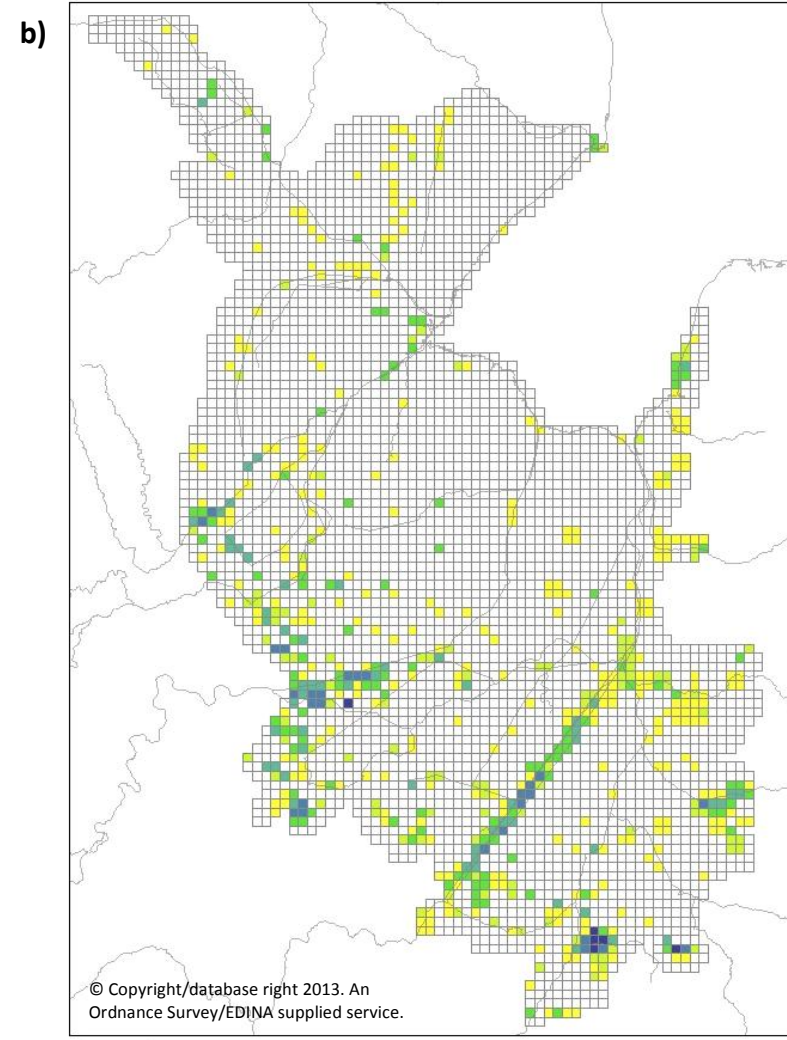 b)
© Copyright/database right 2013. An
Ordnance Survey/EDINA supplied service.